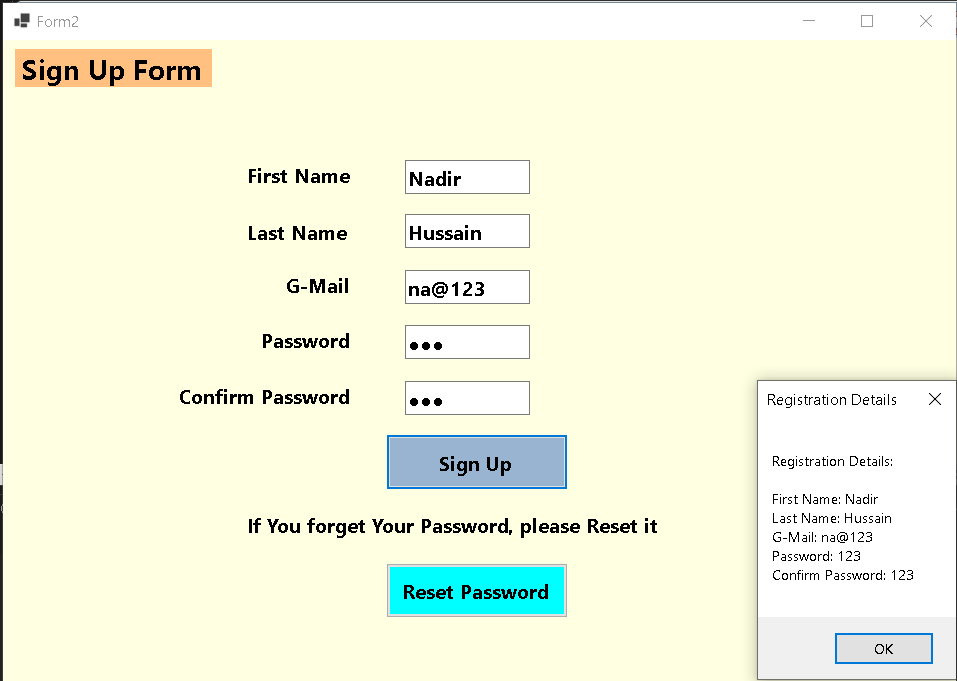 Form2
Sign Up Form
First Name
Nadir
Last Name
Hussain
G-Mail
na@123
Password
●●●
Confirm Password
●●●
Sign Up
If You forget Your Password, please Reset it
Reset Password
Registration Details
Registration Details:
First Name: Nadir
Last Name: Hussain
G-Mail: na@123
Password: 123
Confirm Password: 123
OK